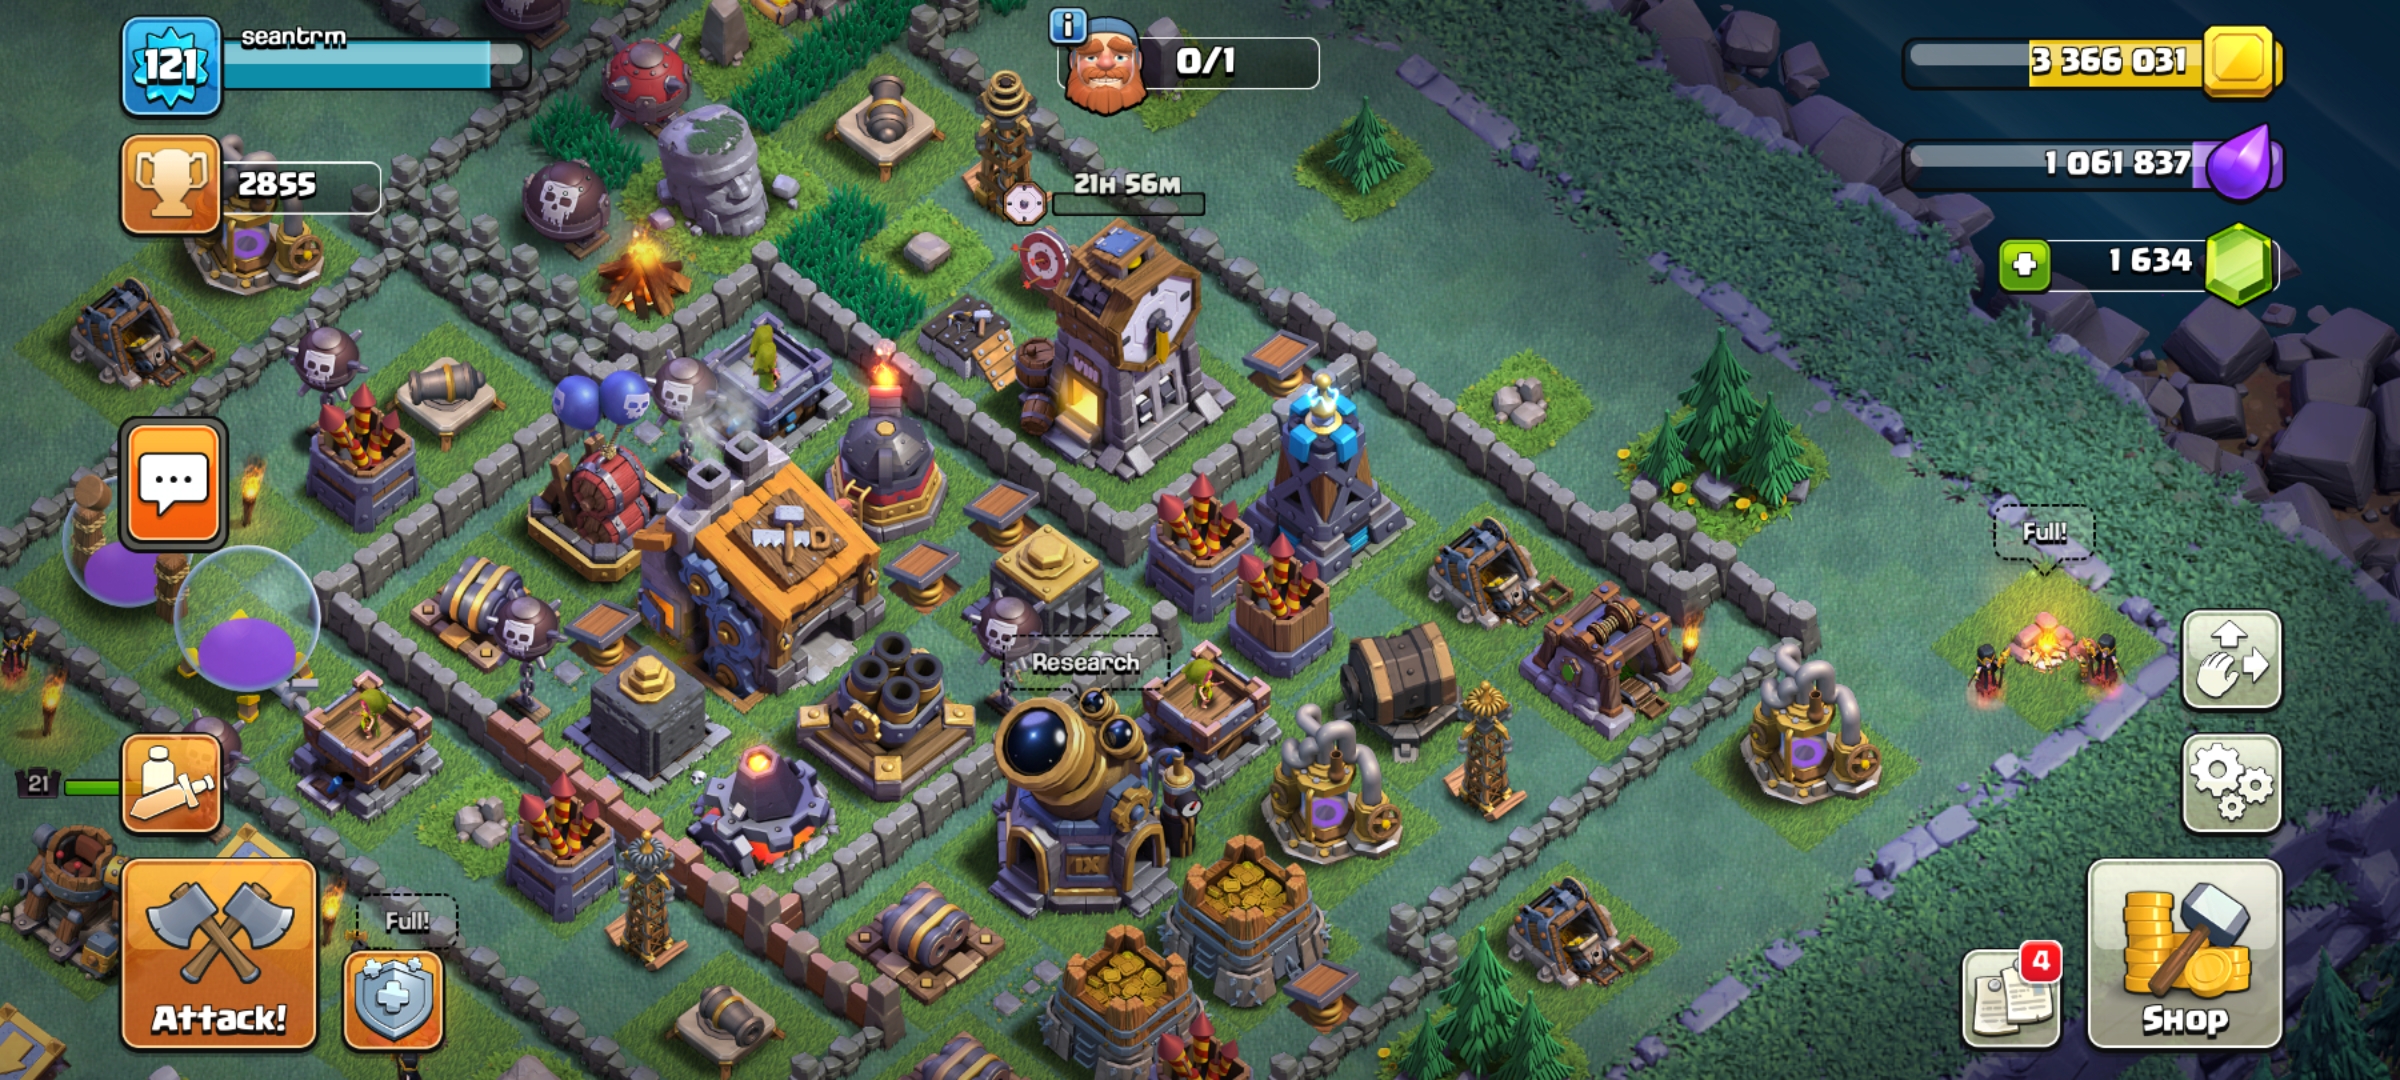 121
seantrm
0/1
3 366 031
2855
21H 56M
1 061 837
1 634
VIII
Full!
Research
21
IX
Full!
4
Attack!
Shop